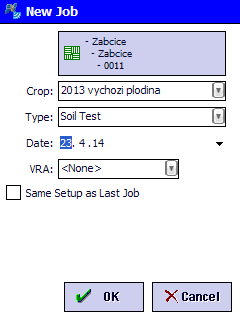 New Job
- Zabcice
- Zabcice
- 0011
Crop: 2013 vychozi plodina
Type: Soil Test
Date: 23. 4 .14
VRA: <None>
Same Setup as Last Job
OK Cancel